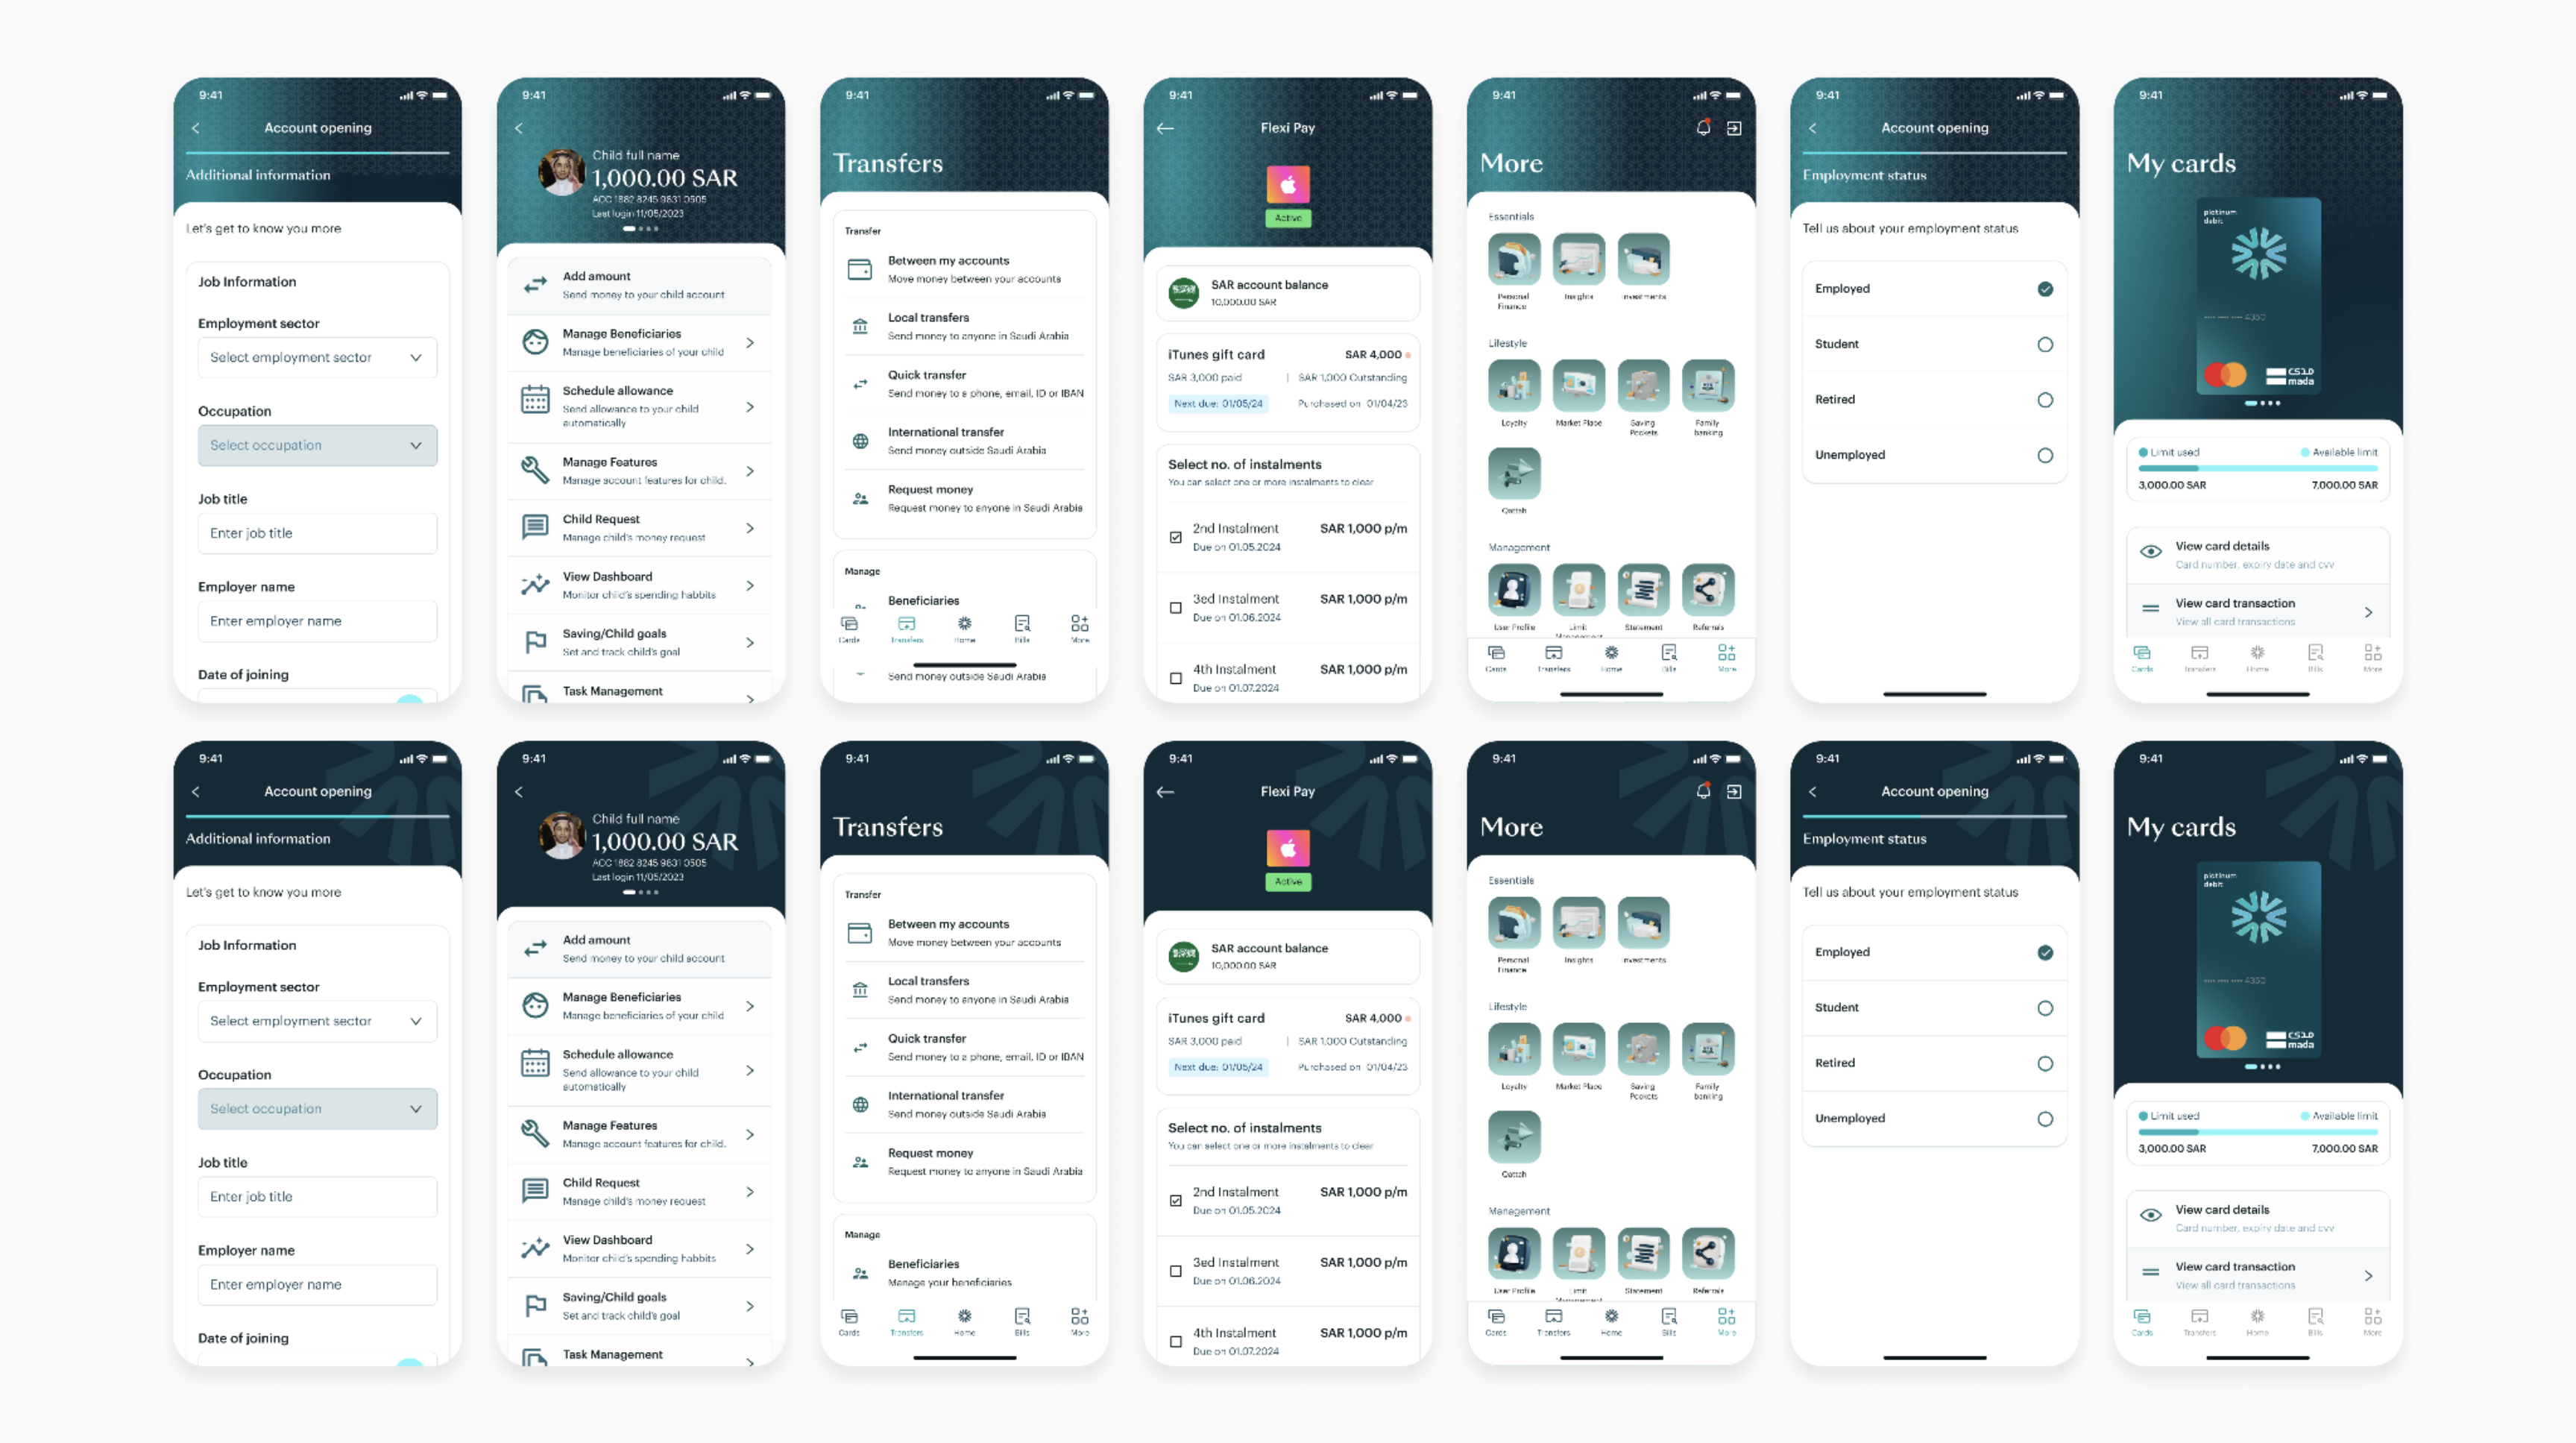 9:41
Account opening
Additional information
Let's get to know you more
Job Information
Employment sector
Select employment sector
Occupation
Select occupation
Job title
Enter job title
Employer name
Enter employer name
Date of joining
9:41
Child full name
1,000.00 SAR
ACC 1882 8245 9831 0505
Last login 11/05/2023
Add amount
Send money to your child account
Manage Beneficiaries
Manage beneficiaries of your child
Schedule allowance
Send allowance to your child
automatically
Manage Features
Manage account features for child.
Child Request
Manage child's money request
View Dashboard
Monitor child's spending habbits
Saving/Child goals
Set and track child's goal
Task Management
9:41
Transfers
Transfer
Between my accounts
Move money between your accounts
Local transfers
Send money to anyone in Saudi Arabia
Quick transfer
Send money to a phone, email, ID or IBAN
International transfer
Send money outside Saudi Arabia
Request money
Request money to anyone in Saudi Arabia
Manage
Beneficiaries
Cards
Transfers
Home
Bills
More
Send money outside Saudi Arabia
9:41
Flexi Pay
Active
SAR account balance
10,000.00 SAR
iTunes gift card
SAR 4,000
SAR 3,000 paid
| SAR 1,000 Outstanding
Next due: 01/05/24
Purchased on 01/04/23
Select no. of instalments
You can select one or more instalments to clear
2nd Instalment
SAR 1,000 p/m
Due on 01.05.2024
3ed Instalment
SAR 1,000 p/m
Due on 01.06.2024
4th Instalment
SAR 1,000 p/m
Due on 01.07.2024
9:41
More
Essentials
Personal
Finance
Insights
Investments
Lifestyle
Loyalty
Market Place
Saving
Pockets
Family
banking
Qattah
Management
User Profile
Limit
Management
Statement
Referrals
Cards
Transfers
Home
Bills
More
9:41
Account opening
Employment status
Tell us about your employment status
Employed
Student
Retired
Unemployed
9:41
My cards
platinum
debit
4350
mada
Limit used
Available limit
3,000.00 SAR
7,000.00 SAR
View card details
Card number, expiry date and cvv
View card transaction
View all card transactions
Cards
Transfers
Home
Bills
More
9:41
Account opening
Additional information
Let's get to know you more
Job Information
Employment sector
Select employment sector
Occupation
Select occupation
Job title
Enter job title
Employer name
Enter employer name
Date of joining
9:41
Child full name
1,000.00 SAR
ACC 1882 8245 9831 0505
Last login 11/05/2023
Add amount
Send money to your child account
Manage Beneficiaries
Manage beneficiaries of your child
Schedule allowance
Send allowance to your child
automatically
Manage Features
Manage account features for child.
Child Request
Manage child's money request
View Dashboard
Monitor child's spending habbits
Saving/Child goals
Set and track child's goal
Task Management
9:41
Transfers
Transfer
Between my accounts
Move money between your accounts
Local transfers
Send money to anyone in Saudi Arabia
Quick transfer
Send money to a phone, email, ID or IBAN
International transfer
Send money outside Saudi Arabia
Request money
Request money to anyone in Saudi Arabia
Manage
Beneficiaries
Manage your beneficiaries
Cards
Transfers
Home
Bills
More
9:41
Flexi Pay
Active
SAR account balance
10,000.00 SAR
iTunes gift card
SAR 4,000
SAR 3,000 paid
| SAR 1,000 Outstanding
Next due: 01/05/24
Purchased on 01/04/23
Select no. of instalments
You can select one or more instalments to clear
2nd Instalment
SAR 1,000 p/m
Due on 01.05.2024
3ed Instalment
SAR 1,000 p/m
Due on 01.06.2024
4th Instalment
SAR 1,000 p/m
Due on 01.07.2024
9:41
More
Essentials
Personal
Finance
Insights
Investments
Lifestyle
Loyalty
Market Place
Saving
Pockets
Family
banking
Qattah
Management
User Profile
Limit
Management
Statement
Referrals
Cards
Transfers
Home
Bills
More
9:41
Account opening
Employment status
Tell us about your employment status
Employed
Student
Retired
Unemployed
9:41
My cards
platinum
debit
4350
mada
Limit used
Available limit
3,000.00 SAR
7,000.00 SAR
View card details
Card number, expiry date and cvv
View card transaction
View all card transactions
Cards
Transfers
Home
Bills
More